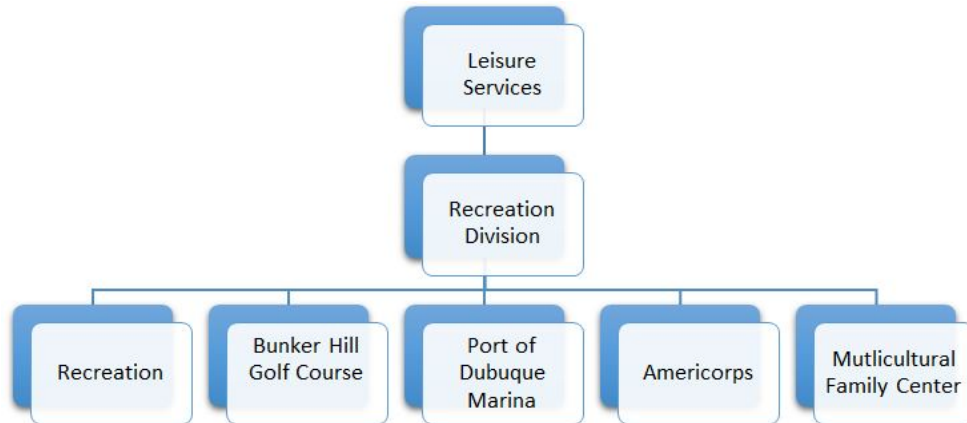 Leisure
Services
Recreation
Division
Recreation
Bunker Hill
Golf Course
Port of
Dubuque
Marina
Americorps
Mutlicultural
Family Center